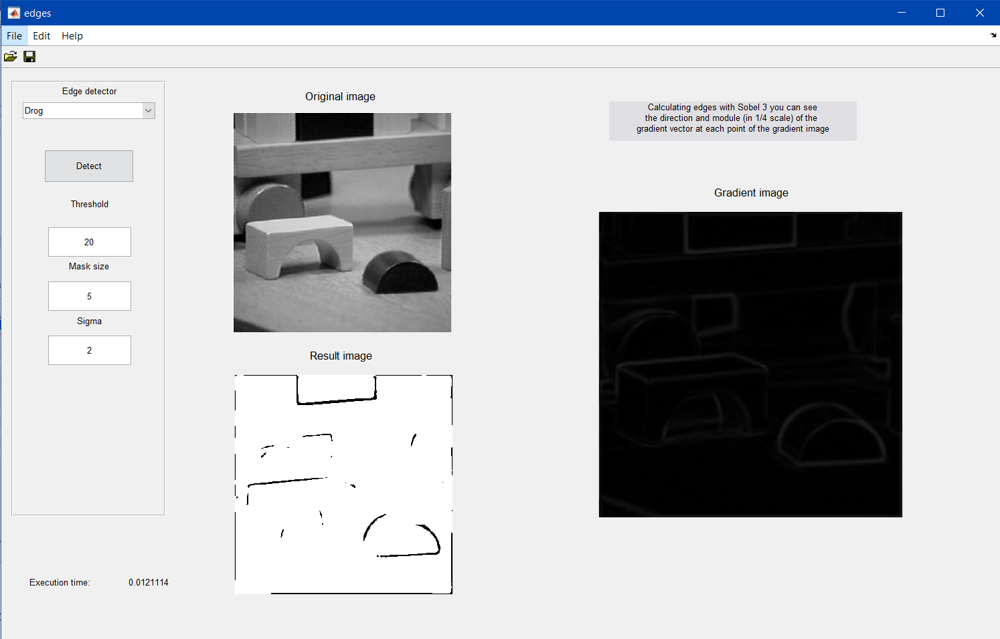 edges
File Edit Help
Edge detector
Drog
Detect
Threshold
20
Mask size
5
Sigma
2
Execution time: 0.0121114
Original image
Result image
Calculating edges with Sobel 3 you can see
the direction and module (in 1/4 scale) of the
gradient vector at each point of the gradient image
Gradient image